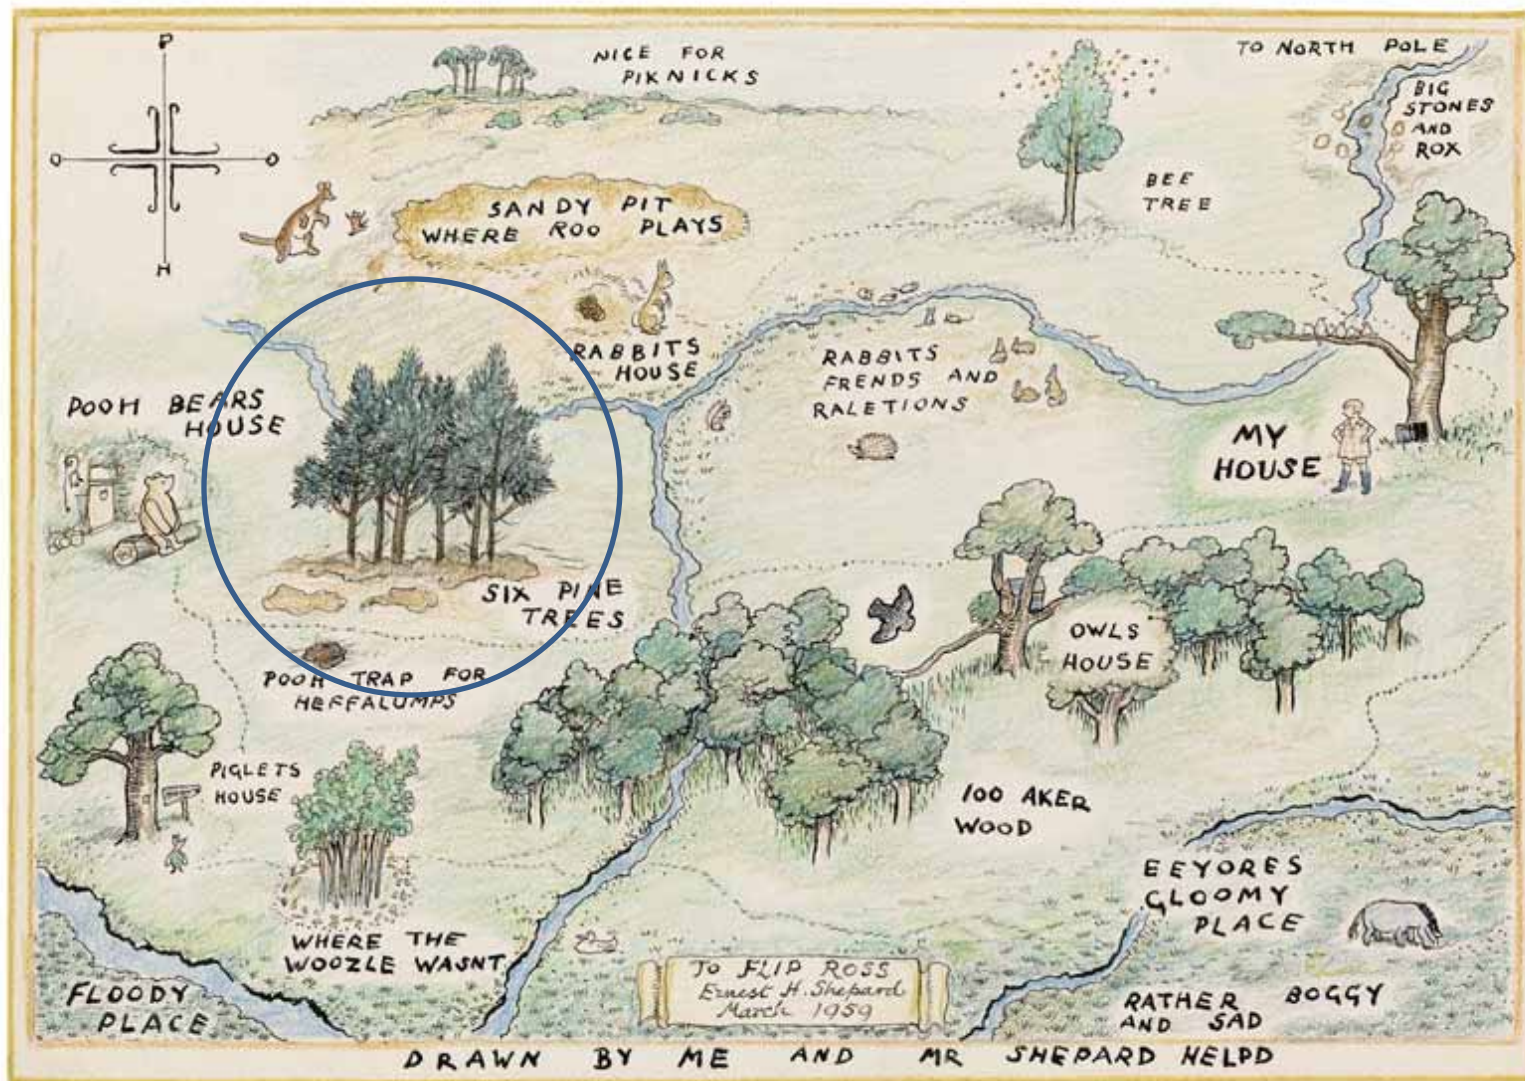 P
O O
H
NICE FOR
PIKNICKS
TO NORTH POLE
BIG
STONES
AND
ROX
BEE
TREE
SANDY PIT
WHERE ROO PLAYS
RABBITS
HOUSE
RABBITS
FRENDS AND
RALETIONS
POOH BEARS
HOUSE
MY
HOUSE
SIX PINE
TREES
OWLS
HOUSE
POOH TRAP FOR
HEFFALUMPS
PIGLETS
HOUSE
100 AKER
WOOD
EEYORES
GLOOMY
PLACE
WHERE THE
WOOZLE WASNT
FLOODY
PLACE
TO FLIP ROSS
Ernest H. Shepard
March 1959
RATHER BOGGY
AND SAD
DRAWN BY ME AND MR SHEPARD HELPD